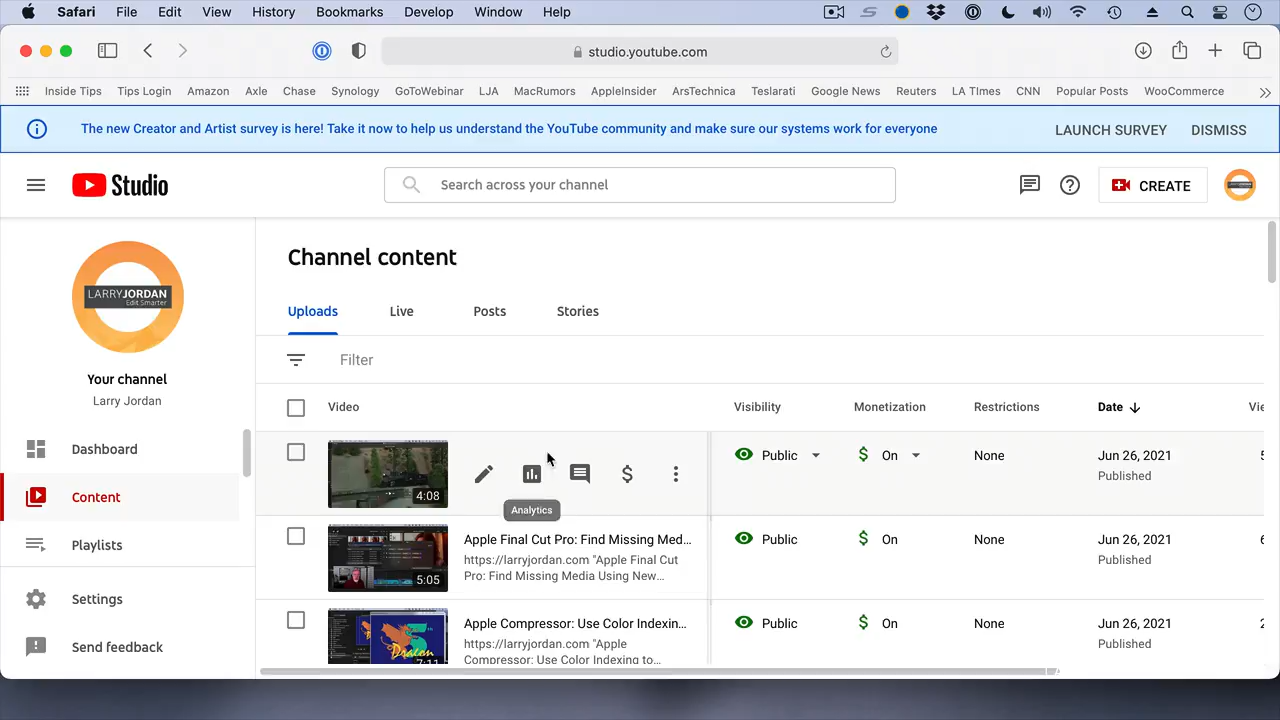 Safari File Edit View History Bookmarks Develop Window Help
studio.youtube.com
Inside Tips Tips Login Amazon Axle Chase Synology GoToWebinar LJA MacRumors AppleInsider ArsTechnica Teslarati Google News Reuters LA TImes CNN Popular Posts WooCommerce
The new Creator and Artist survey is here! Take it now to help us understand the YouTube community and make sure our systems work for everyone LAUNCH SURVEY DISMISS
Studio
Search across your channel
CREATE
LARRYJORDAN
Edit Smarter
Your channel
Larry Jordan
Dashboard
Content
Playlists
Settings
Send feedback
Channel content
Uploads Live Posts Stories
Filter
Video Visibility Monetization Restrictions Date
4:08
Analytics
Public On None Jun 26, 2021
Published
5:05
Apple Final Cut Pro: Find Missing Med...
https://larryjordan.com "Apple Final Cut
Pro: Find Missing Media Using New...
Public On None Jun 26, 2021
Published
7:11
Apple Compressor: Use Color Indexin...
https://larryjordan.com "Apple
Compressor: Use Color Indexing to...
Public On None Jun 26, 2021
Published